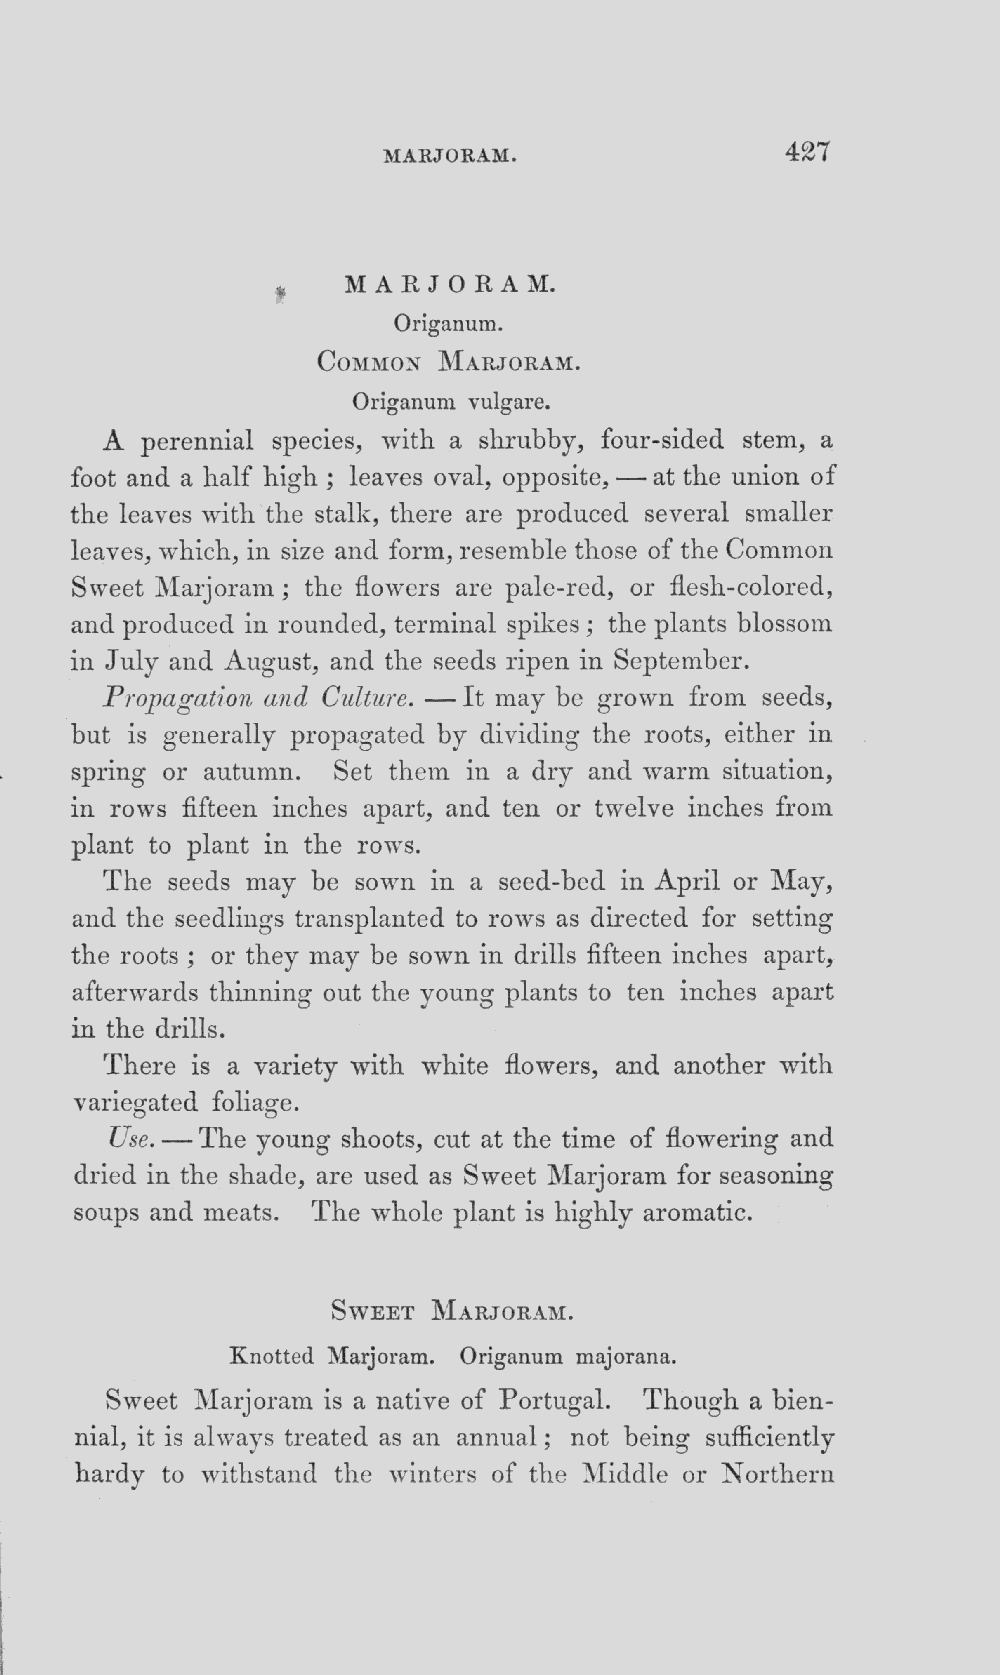 MARJORAM. 427
MARJORAM.
Origanum.
COMMON MARJORAM.
Origanum vulgare.
A perennial species, with a shrubby, four-sided stem, a
foot and a half high ; leaves oval, opposite, — at the union of
the leaves with the stalk, there are produced several smaller
leaves, which, in size and form, resemble those of the Common
Sweet Marjoram ; the flowers are pale-red, or flesh-colored,
and produced in rounded, terminal spikes ; the plants blossom
in July and August, and the seeds ripen in September.
Propagation and Culture. — It may be grown from seeds,
but is generally propagated by dividing the roots, either in
spring or autumn. Set them in a dry and warm situation,
in rows fifteen inches apart, and ten or twelve inches from
plant to plant in the rows.
The seeds may be sown in a seed-bed in April or May,
and the seedlings transplanted to rows as directed for setting
the roots ; or they may be sown in drills fifteen inches apart,
afterwards thinning out the young plants to ten inches apart
in the drills.
There is a variety with white flowers, and another with
variegated foliage.
Use. — The young shoots, cut at the time of flowering and
dried in the shade, are used as Sweet Marjoram for seasoning
soups and meats. The whole plant is highly aromatic.
SWEET MARJORAM.
Knotted Marjoram. Origanum majorana.
Sweet Marjoram is a native of Portugal. Though a bien-
nial, it is always treated as an annual ; not being sufficiently
hardy to withstand the winters of the Middle or Northern